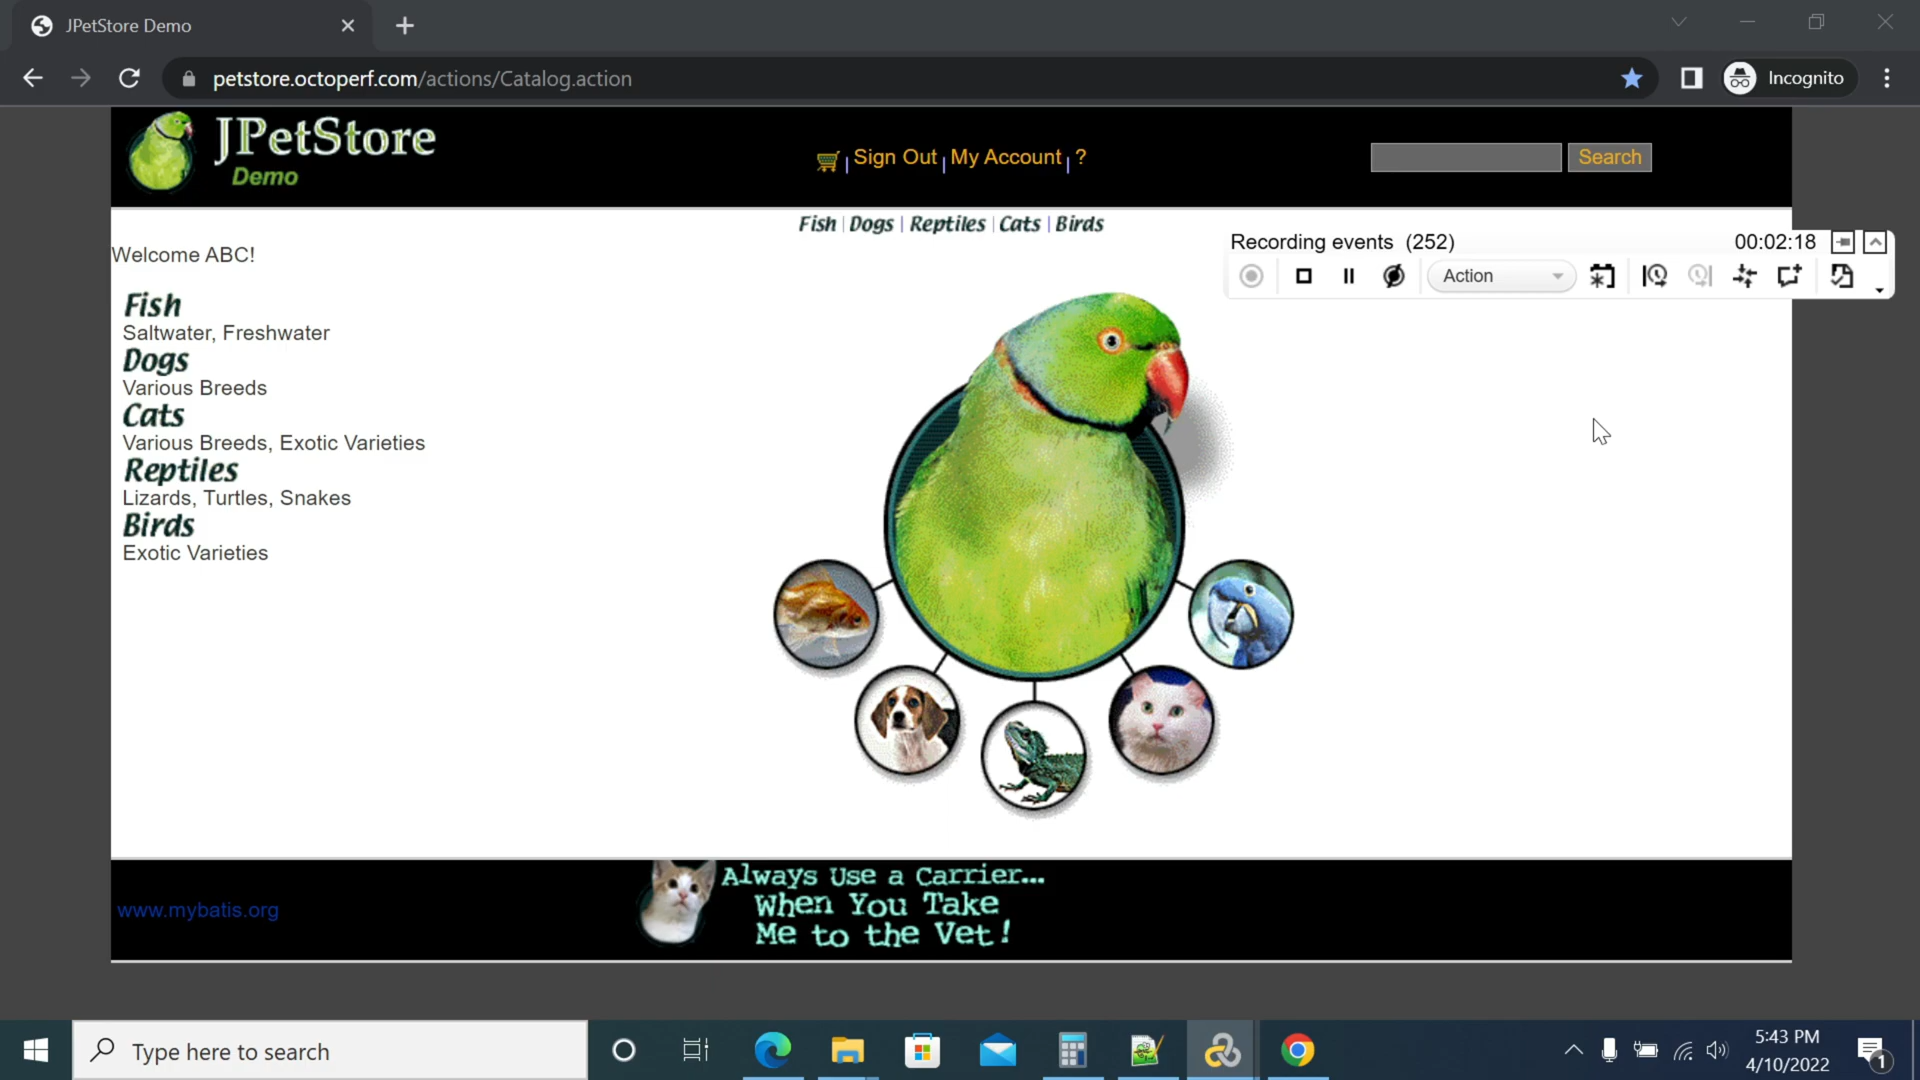 JPetStore Demo
petstore.octoperf.com/actions/Catalog.action
Incognito
JPetStore
Demo
Sign Out | My Account | ?
Search
Fish | Dogs | Reptiles | Cats | Birds
Recording events (252)
00:02:18
Action
Welcome ABC!
Fish
Saltwater, Freshwater
Dogs
Various Breeds
Cats
Various Breeds, Exotic Varieties
Reptiles
Lizards, Turtles, Snakes
Birds
Exotic Varieties
www.mybatis.org
Always Use a Carrier...
When You Take
Me to the Vet!
Type here to search
5:43 PM
4/10/2022
1